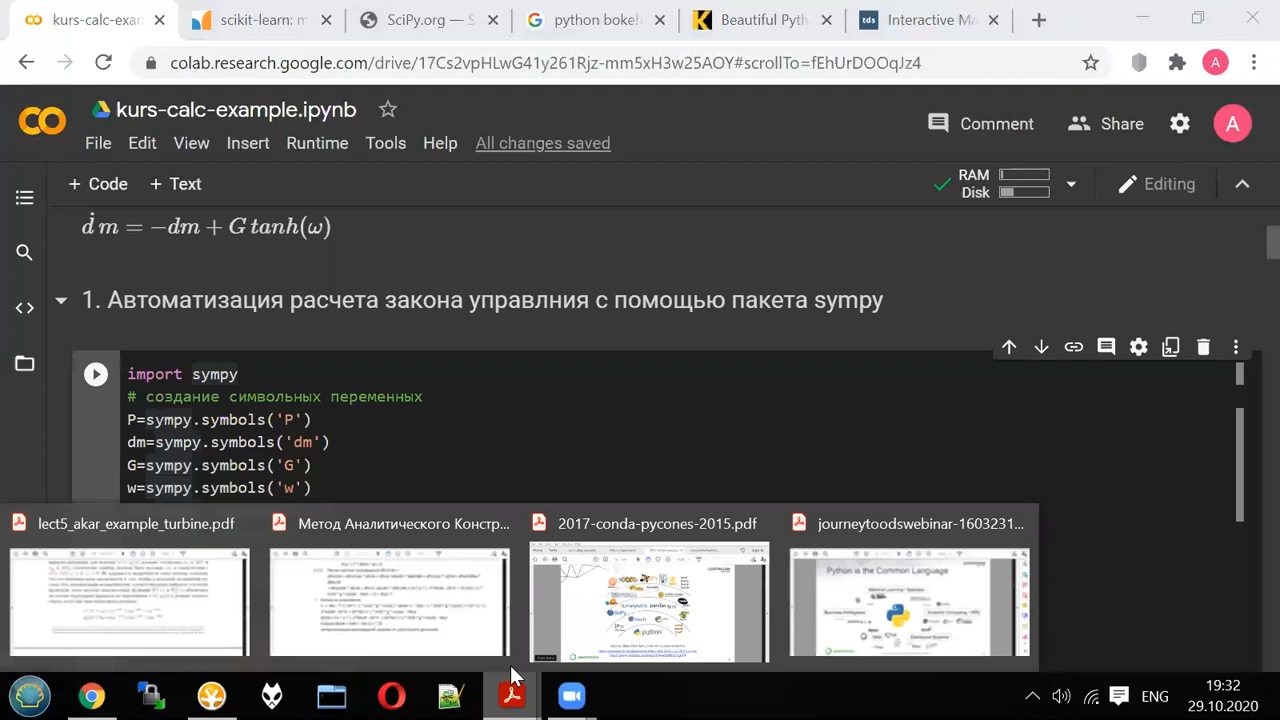 kurs-calc-exam
scikit-learn: m
SciPy.org — S
python bokeh
Beautiful Pyth
tds
Interactive Ma
colab.research.google.com/drive/17Cs2vpHLwG41y261Rjz-mm5xH3w25AOY#scrollTo=fEhUrDOOqJz4
A
kurs-calc-example.ipynb
Comment
Share
A
File Edit View Insert Runtime Tools Help All changes saved
+ Code + Text
RAM
Disk
Editing
ḋ m = −dm + G tanh(ω)
1. Автоматизация расчета закона управлния с помощью пакета sympy
import sympy
# создание символьных переменных
P=sympy.symbols('P')
dm=sympy.symbols('dm')
G=sympy.symbols('G')
w=sympy.symbols('w')
lect5_akar_example_turbine.pdf
Метод Аналитического Констр...
2017-conda-pycones-2015.pdf
journeytoodswebinar-1603231...
Python is the Common Language
python
ENG
19:32
29.10.2020